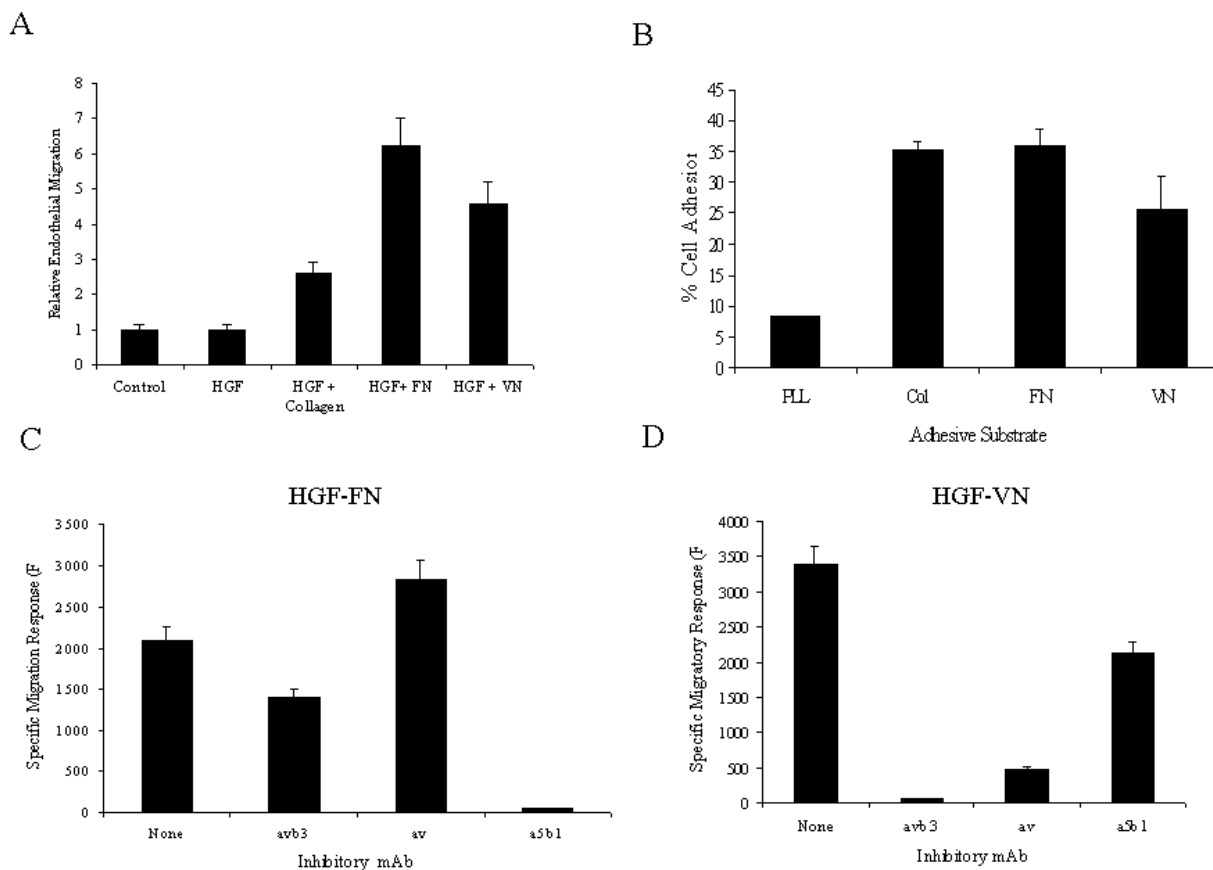 A
8
7
6
5
4
3
2
1
0
Relative Endothelial Migration
Control HGF HGF + HGF+ FN HGF + VN
Collagen
B
45
40
35
30
25
20
15
10
5
0
% Cell Adhesion
PLL Col FN VN
Adhesive Substrate
C
HGF-FN
3500
3000
2500
2000
1500
1000
500
0
Specific Migration Response (F
None avb3 av a5b1
Inhibitory mAb
D
HGF-VN
4000
3500
3000
2500
2000
1500
1000
500
0
Specific Migratory Response (F
None avb3 av a5b1
Inhibitory mAb